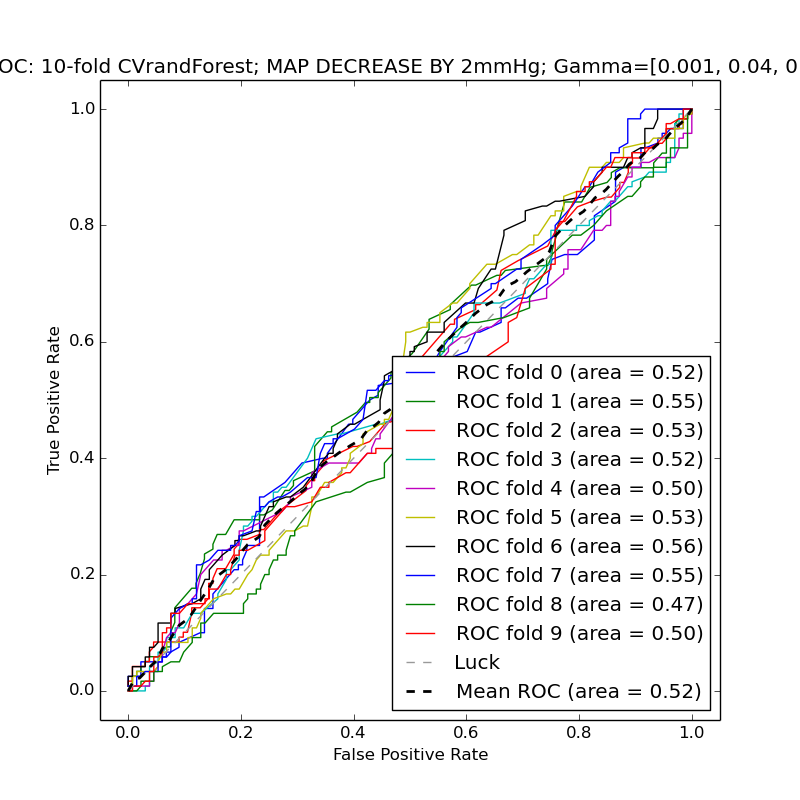 OC: 10-fold CVrandForest; MAP DECREASE BY 2mmHg; Gamma=[0.001, 0.04, 0
True Positive Rate
1.0
0.8
0.6
0.4
0.2
0.0
ROC fold 0 (area = 0.52)
ROC fold 1 (area = 0.55)
ROC fold 2 (area = 0.53)
ROC fold 3 (area = 0.52)
ROC fold 4 (area = 0.50)
ROC fold 5 (area = 0.53)
ROC fold 6 (area = 0.56)
ROC fold 7 (area = 0.55)
ROC fold 8 (area = 0.47)
ROC fold 9 (area = 0.50)
Luck
Mean ROC (area = 0.52)
0.0 0.2 0.4 0.6 0.8 1.0
False Positive Rate